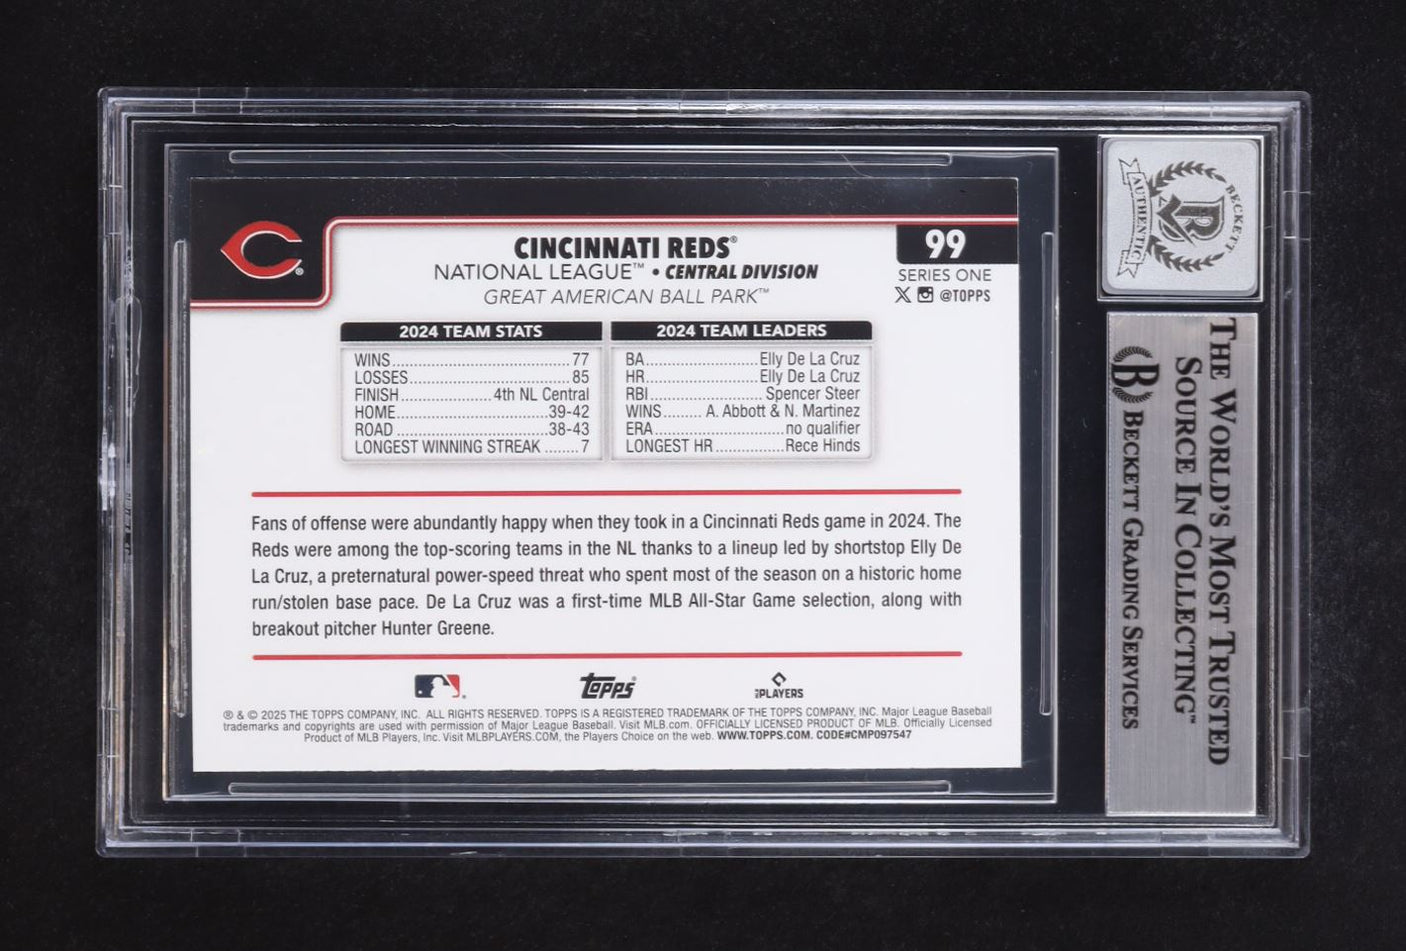 CINCINNATI REDS®
NATIONAL LEAGUE™ • CENTRAL DIVISION
GREAT AMERICAN BALL PARK™
99
SERIES ONE
@TOPPS
2024 TEAM STATS
WINS 77
LOSSES 85
FINISH 4th NL Central
HOME 39-42
ROAD 38-43
LONGEST WINNING STREAK 7
2024 TEAM LEADERS
BA Elly De La Cruz
HR Elly De La Cruz
RBI Spencer Steer
WINS A. Abbott & N. Martinez
ERA no qualifier
LONGEST HR Rece Hinds
Fans of offense were abundantly happy when they took in a Cincinnati Reds game in 2024. The
Reds were among the top-scoring teams in the NL thanks to a lineup led by shortstop Elly De
La Cruz, a preternatural power-speed threat who spent most of the season on a historic home
run/stolen base pace. De La Cruz was a first-time MLB All-Star Game selection, along with
breakout pitcher Hunter Greene.
Topps®
PLAYERS
® & © 2025 THE TOPPS COMPANY, INC. ALL RIGHTS RESERVED. TOPPS IS A REGISTERED TRADEMARK OF THE TOPPS COMPANY, INC. Major League Baseball
trademarks and copyrights are used with permission of Major League Baseball. Visit MLB.com. OFFICIALLY LICENSED PRODUCT OF MLB. Officially Licensed
Product of MLB Players, Inc. Visit MLBPLAYERS.COM, the Players Choice on the web. WWW.TOPPS.COM. CODE#CMP097547
BECKETT
AUTHENTIC
THE WORLD'S MOST TRUSTED
SOURCE IN COLLECTING™
B BECKETT GRADING SERVICES